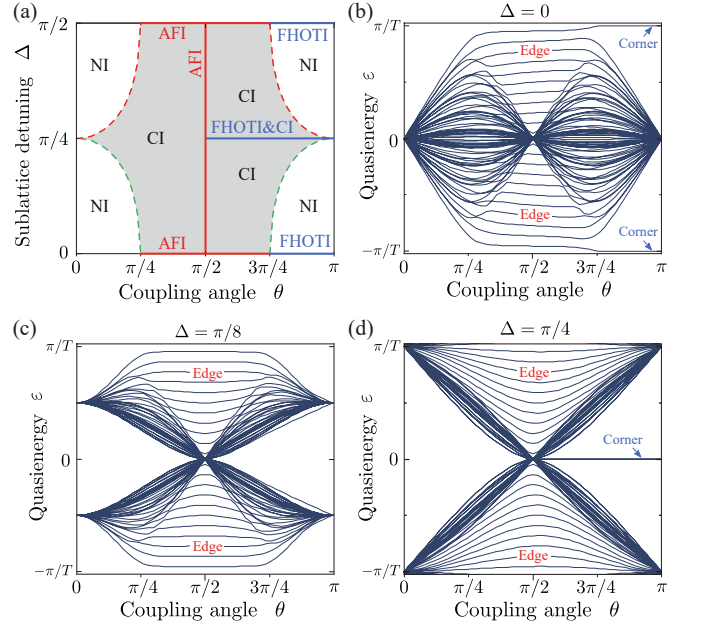 (a)
Sublattice detuning Δ
π/2
π/4
0
AFI
FHOTI
NI
AFI
NI
CI
CI
FHOTI&CI
CI
NI
NI
AFI
FHOTI
0 π/4 π/2 3π/4 π
Coupling angle θ
(b)
Δ = 0
Quasienergy ε
π/T
0
−π/T
Edge
Corner
Edge
Corner
0 π/4 π/2 3π/4 π
Coupling angle θ
(c)
Δ = π/8
Quasienergy ε
π/T
0
−π/T
Edge
Edge
0 π/4 π/2 3π/4 π
Coupling angle θ
(d)
Δ = π/4
Quasienergy ε
π/T
0
−π/T
Edge
Corner
Edge
0 π/4 π/2 3π/4 π
Coupling angle θ